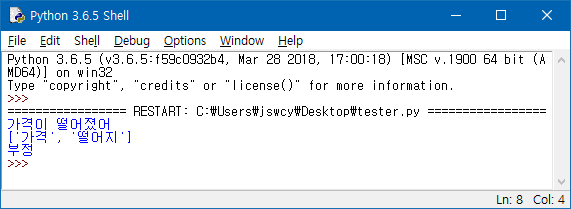 Python 3.6.5 Shell
File Edit Shell Debug Options Window Help
Python 3.6.5 (v3.6.5:f59c0932b4, Mar 28 2018, 17:00:18) [MSC v.1900 64 bit (A
MD64)] on win32
Type "copyright", "credits" or "license()" for more information.
>>>
================ RESTART: C:₩Users₩jswcy₩Desktop₩tester.py ================
가격이 떨어졌어
['가격', '떨어지']
부정
>>>
Ln: 8 Col: 4